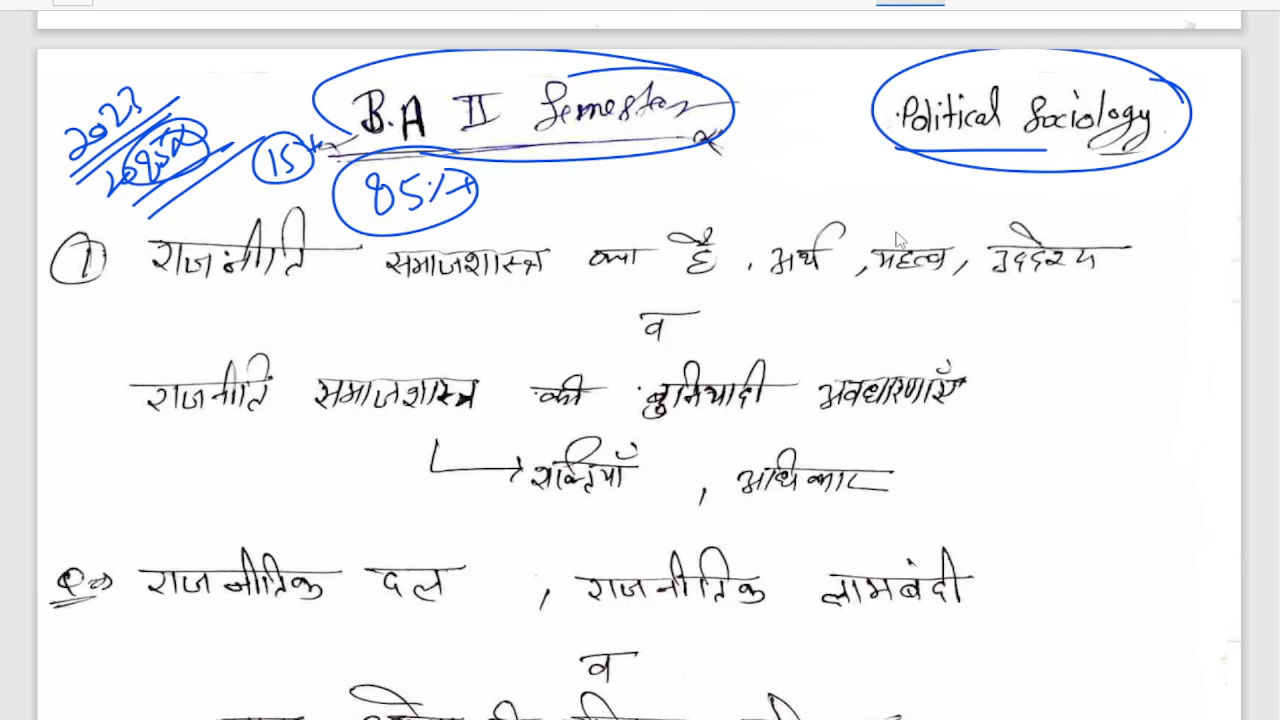 B.A II Semester
Political Sociology
2023
15
85%+
① राजनीति समाजशास्त्र क्या है , अर्थ , महत्व , उद्देश्य
व
राजनीति समाजशास्त्र की बुनियादी अवधारणाएँ
शक्तियाँ , अधिकार
राजनीतिक दल , राजनीतिक लामबंदी
व